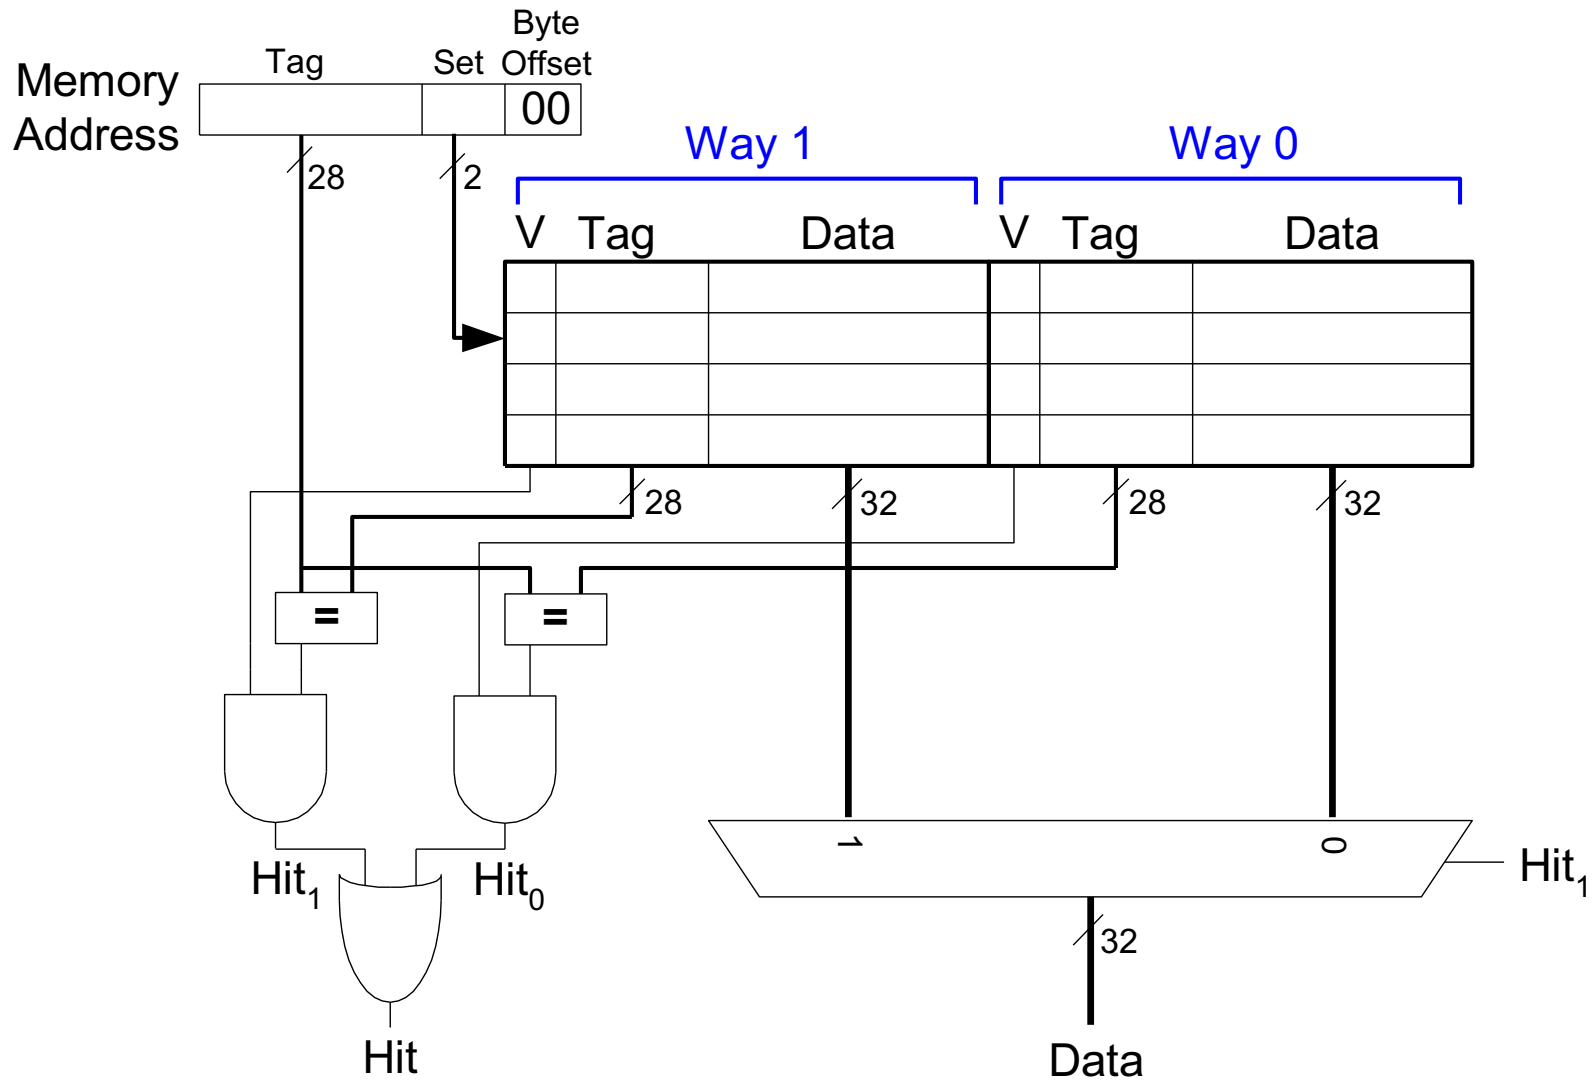 Byte
Tag Set Offset
Memory
Address
00
28
2
Way 1 Way 0
V Tag Data V Tag Data
28 32 28 32
= =
1 0
Hit1 Hit0 Hit1
32
Hit
Data